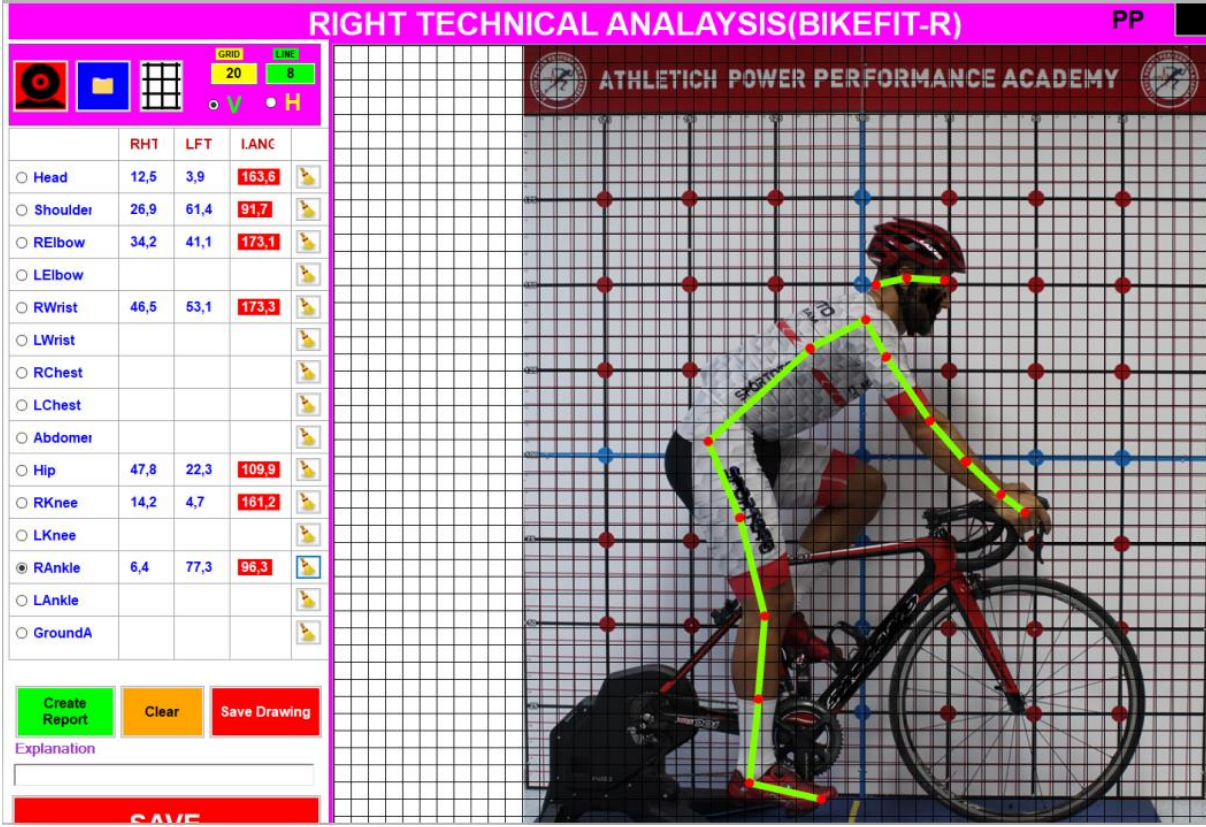 RIGHT TECHNICAL ANALAYSIS(BIKEFIT-R)
PP
GRID
LINE
20
8
V
H
RHT LFT
Head 12,5 3,9 163,6
Shoulder 26,9 61,4 91,7
RElbow 34,2 41,1 173,1
LElbow
RWrist 46,5 53,1 173,3
LWrist
RChest
LChest
Abdomer
Hip 47,8 22,3 109,9
RKnee 14,2 4,7 161,2
LKnee
RAnkle 6,4 77,3 96,3
LAnkle
GroundA
Create
Report
Clear
Save Drawing
Explanation
SAVE
ATHLETICH POWER PERFORMANCE ACADEMY